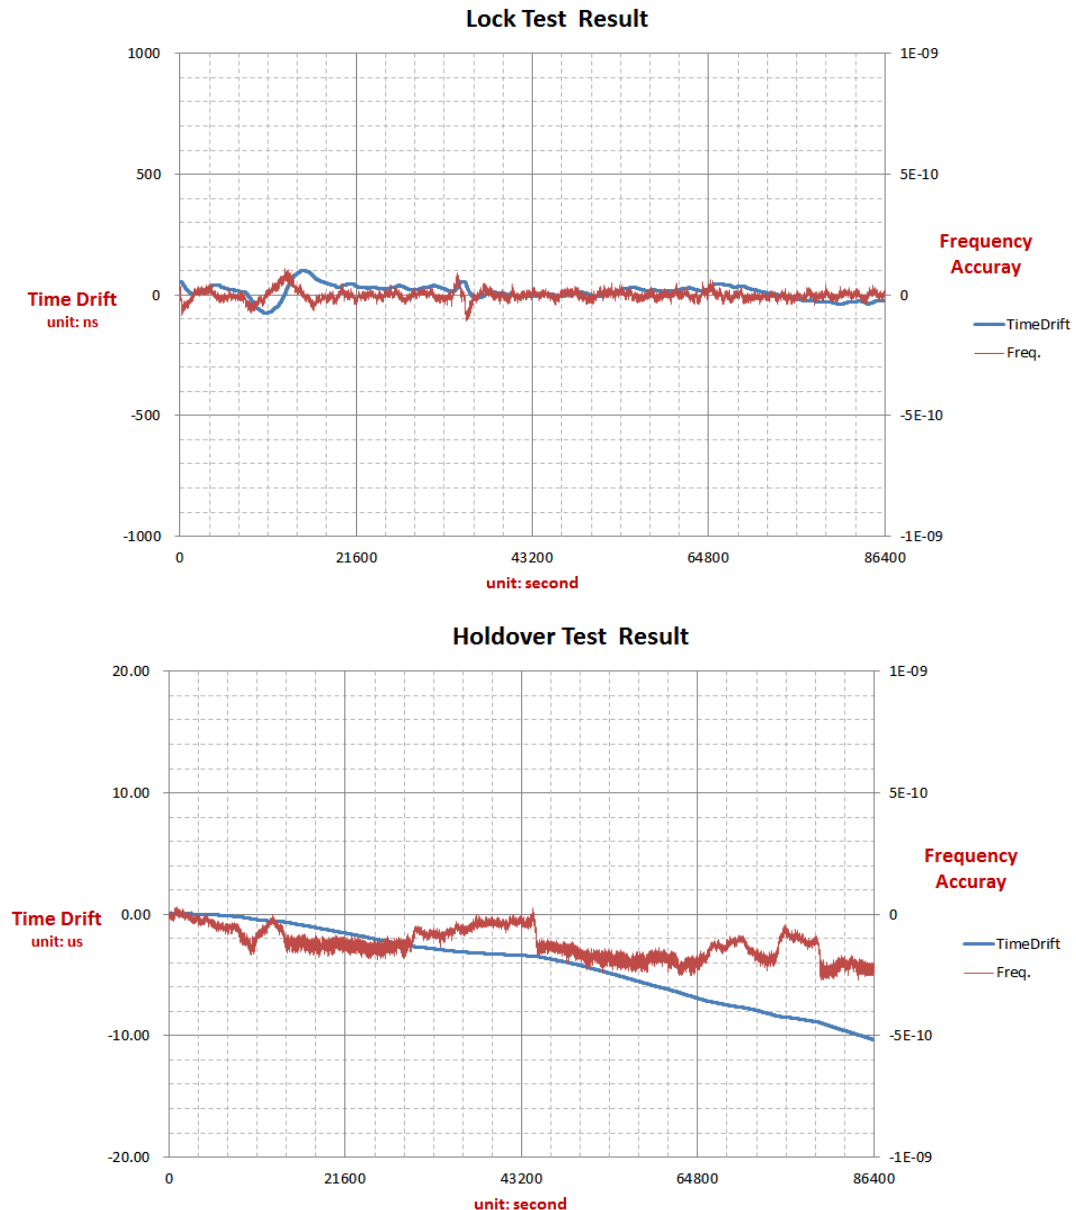 Lock Test  Result
1000
1E-09
500
5E-10
Frequency
Accuray
Time Drift
unit: ns
0
0
TimeDrift
Freq.
-500
-5E-10
-1000
-1E-09
0
21600
43200
64800
86400
unit: second
Holdover Test  Result
20.00
1E-09
10.00
5E-10
Frequency
Accuray
Time Drift
unit: us
0.00
0
TimeDrift
Freq.
-10.00
-5E-10
-20.00
-1E-09
0
21600
43200
64800
86400
unit: second